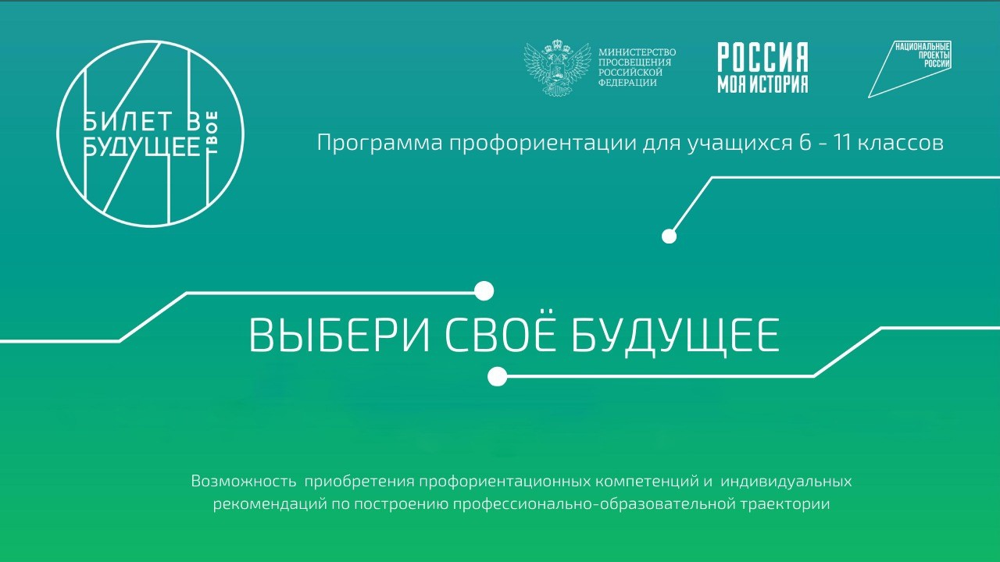 БИЛЕТ В
БУДУЩЕЕ
ТВОЕ
МИНИСТЕРСТВО
ПРОСВЕЩЕНИЯ
РОССИЙСКОЙ
ФЕДЕРАЦИИ
РОССИЯ
МОЯ ИСТОРИЯ
НАЦИОНАЛЬНЫЕ
ПРОЕКТЫ
РОССИИ
Программа профориентации для учащихся 6 - 11 классов
ВЫБЕРИ СВОЁ БУДУЩЕЕ
Возможность приобретения профориентационных компетенций и индивидуальных
рекомендаций по построению профессионально-образовательной траектории